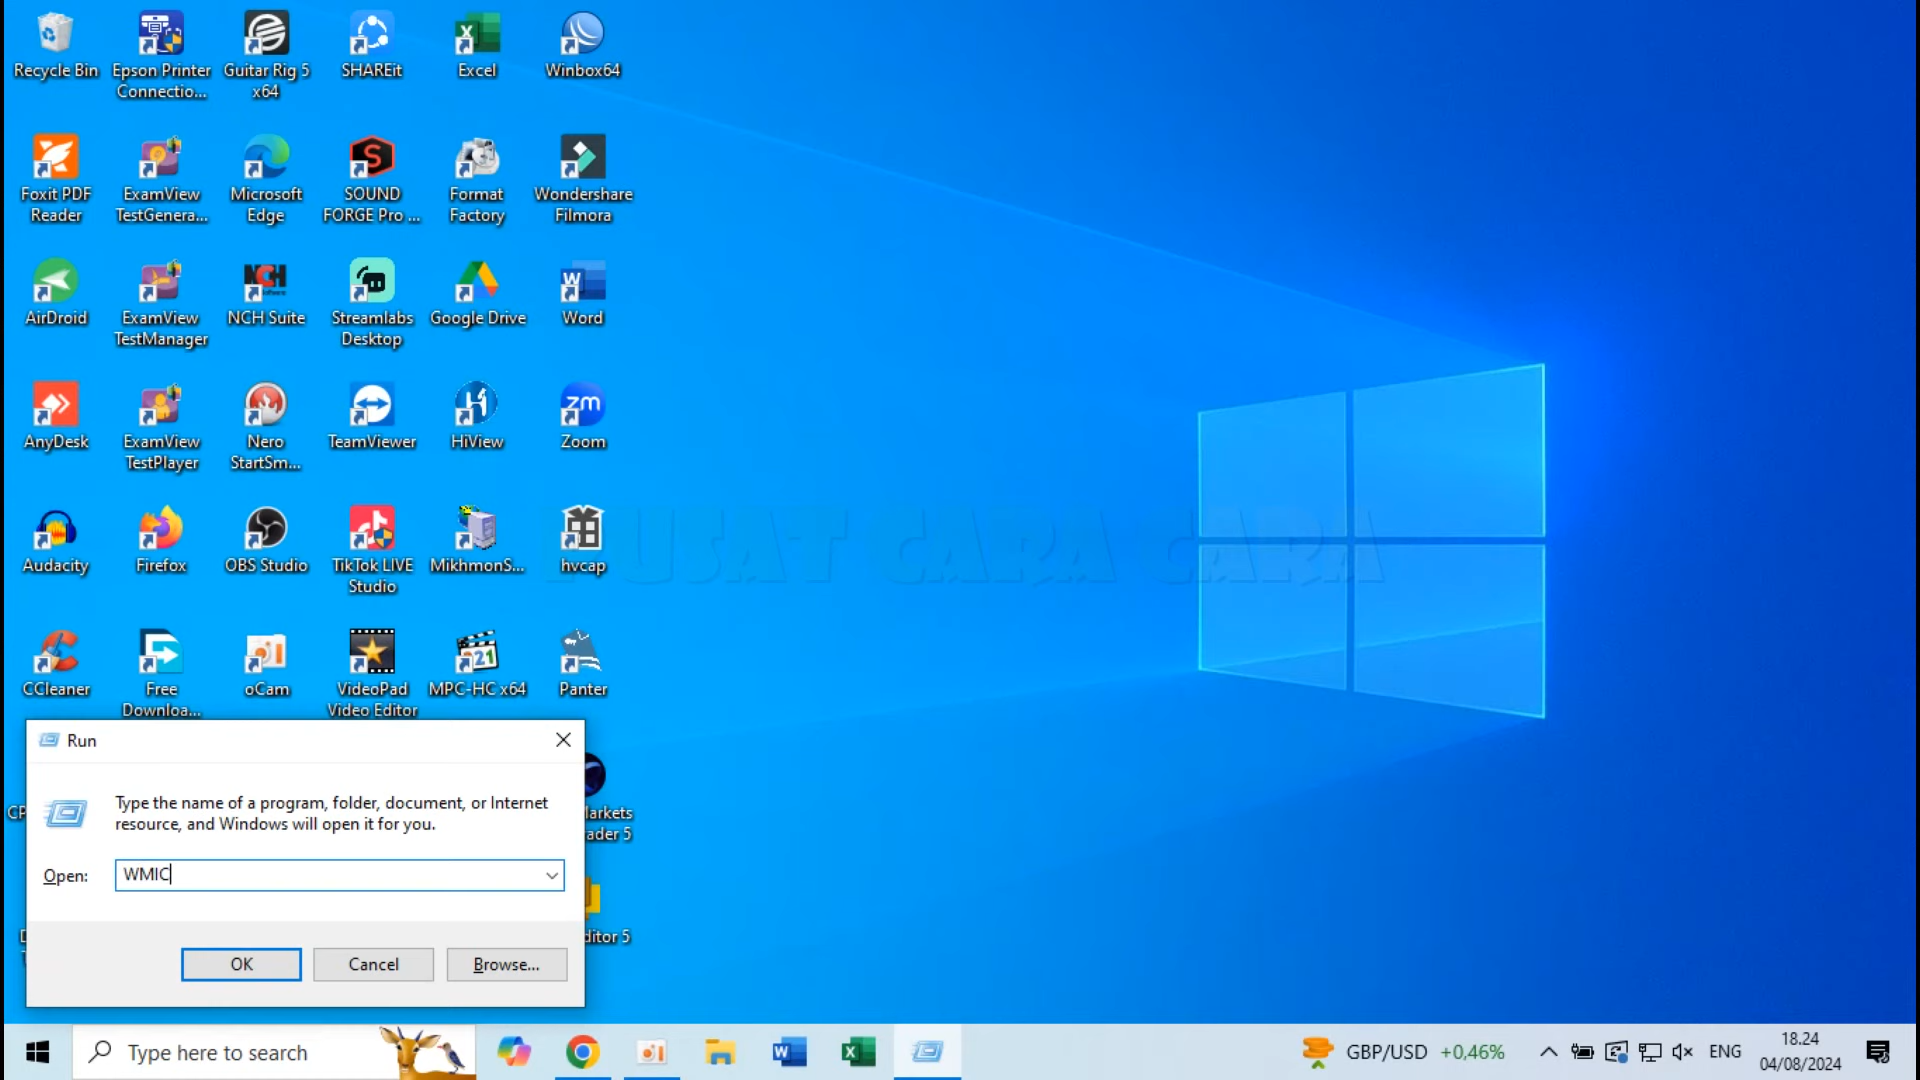 Recycle Bin
Epson Printer
Connectio...
Guitar Rig 5
x64
SHAREit
Excel
Winbox64
Foxit PDF
Reader
ExamView
TestGenera...
Microsoft
Edge
SOUND
FORGE Pro ...
Format
Factory
Wondershare
Filmora
AirDroid
ExamView
TestManager
NCH Suite
Streamlabs
Desktop
Google Drive
Word
AnyDesk
ExamView
TestPlayer
Nero
StartSm...
TeamViewer
HiView
Zoom
Audacity
Firefox
OBS Studio
TikTok LIVE
Studio
MikhmonS...
hvcap
PUSAT CARA CARA
CCleaner
Free
Downloa...
oCam
VideoPad
Video Editor
MPC-HC x64
Panter
Run
Type the name of a program, folder, document, or Internet
resource, and Windows will open it for you.
Open:
WMIC
OK
Cancel
Browse...
Type here to search
GBP/USD +0,46%
ENG
18.24
04/08/2024